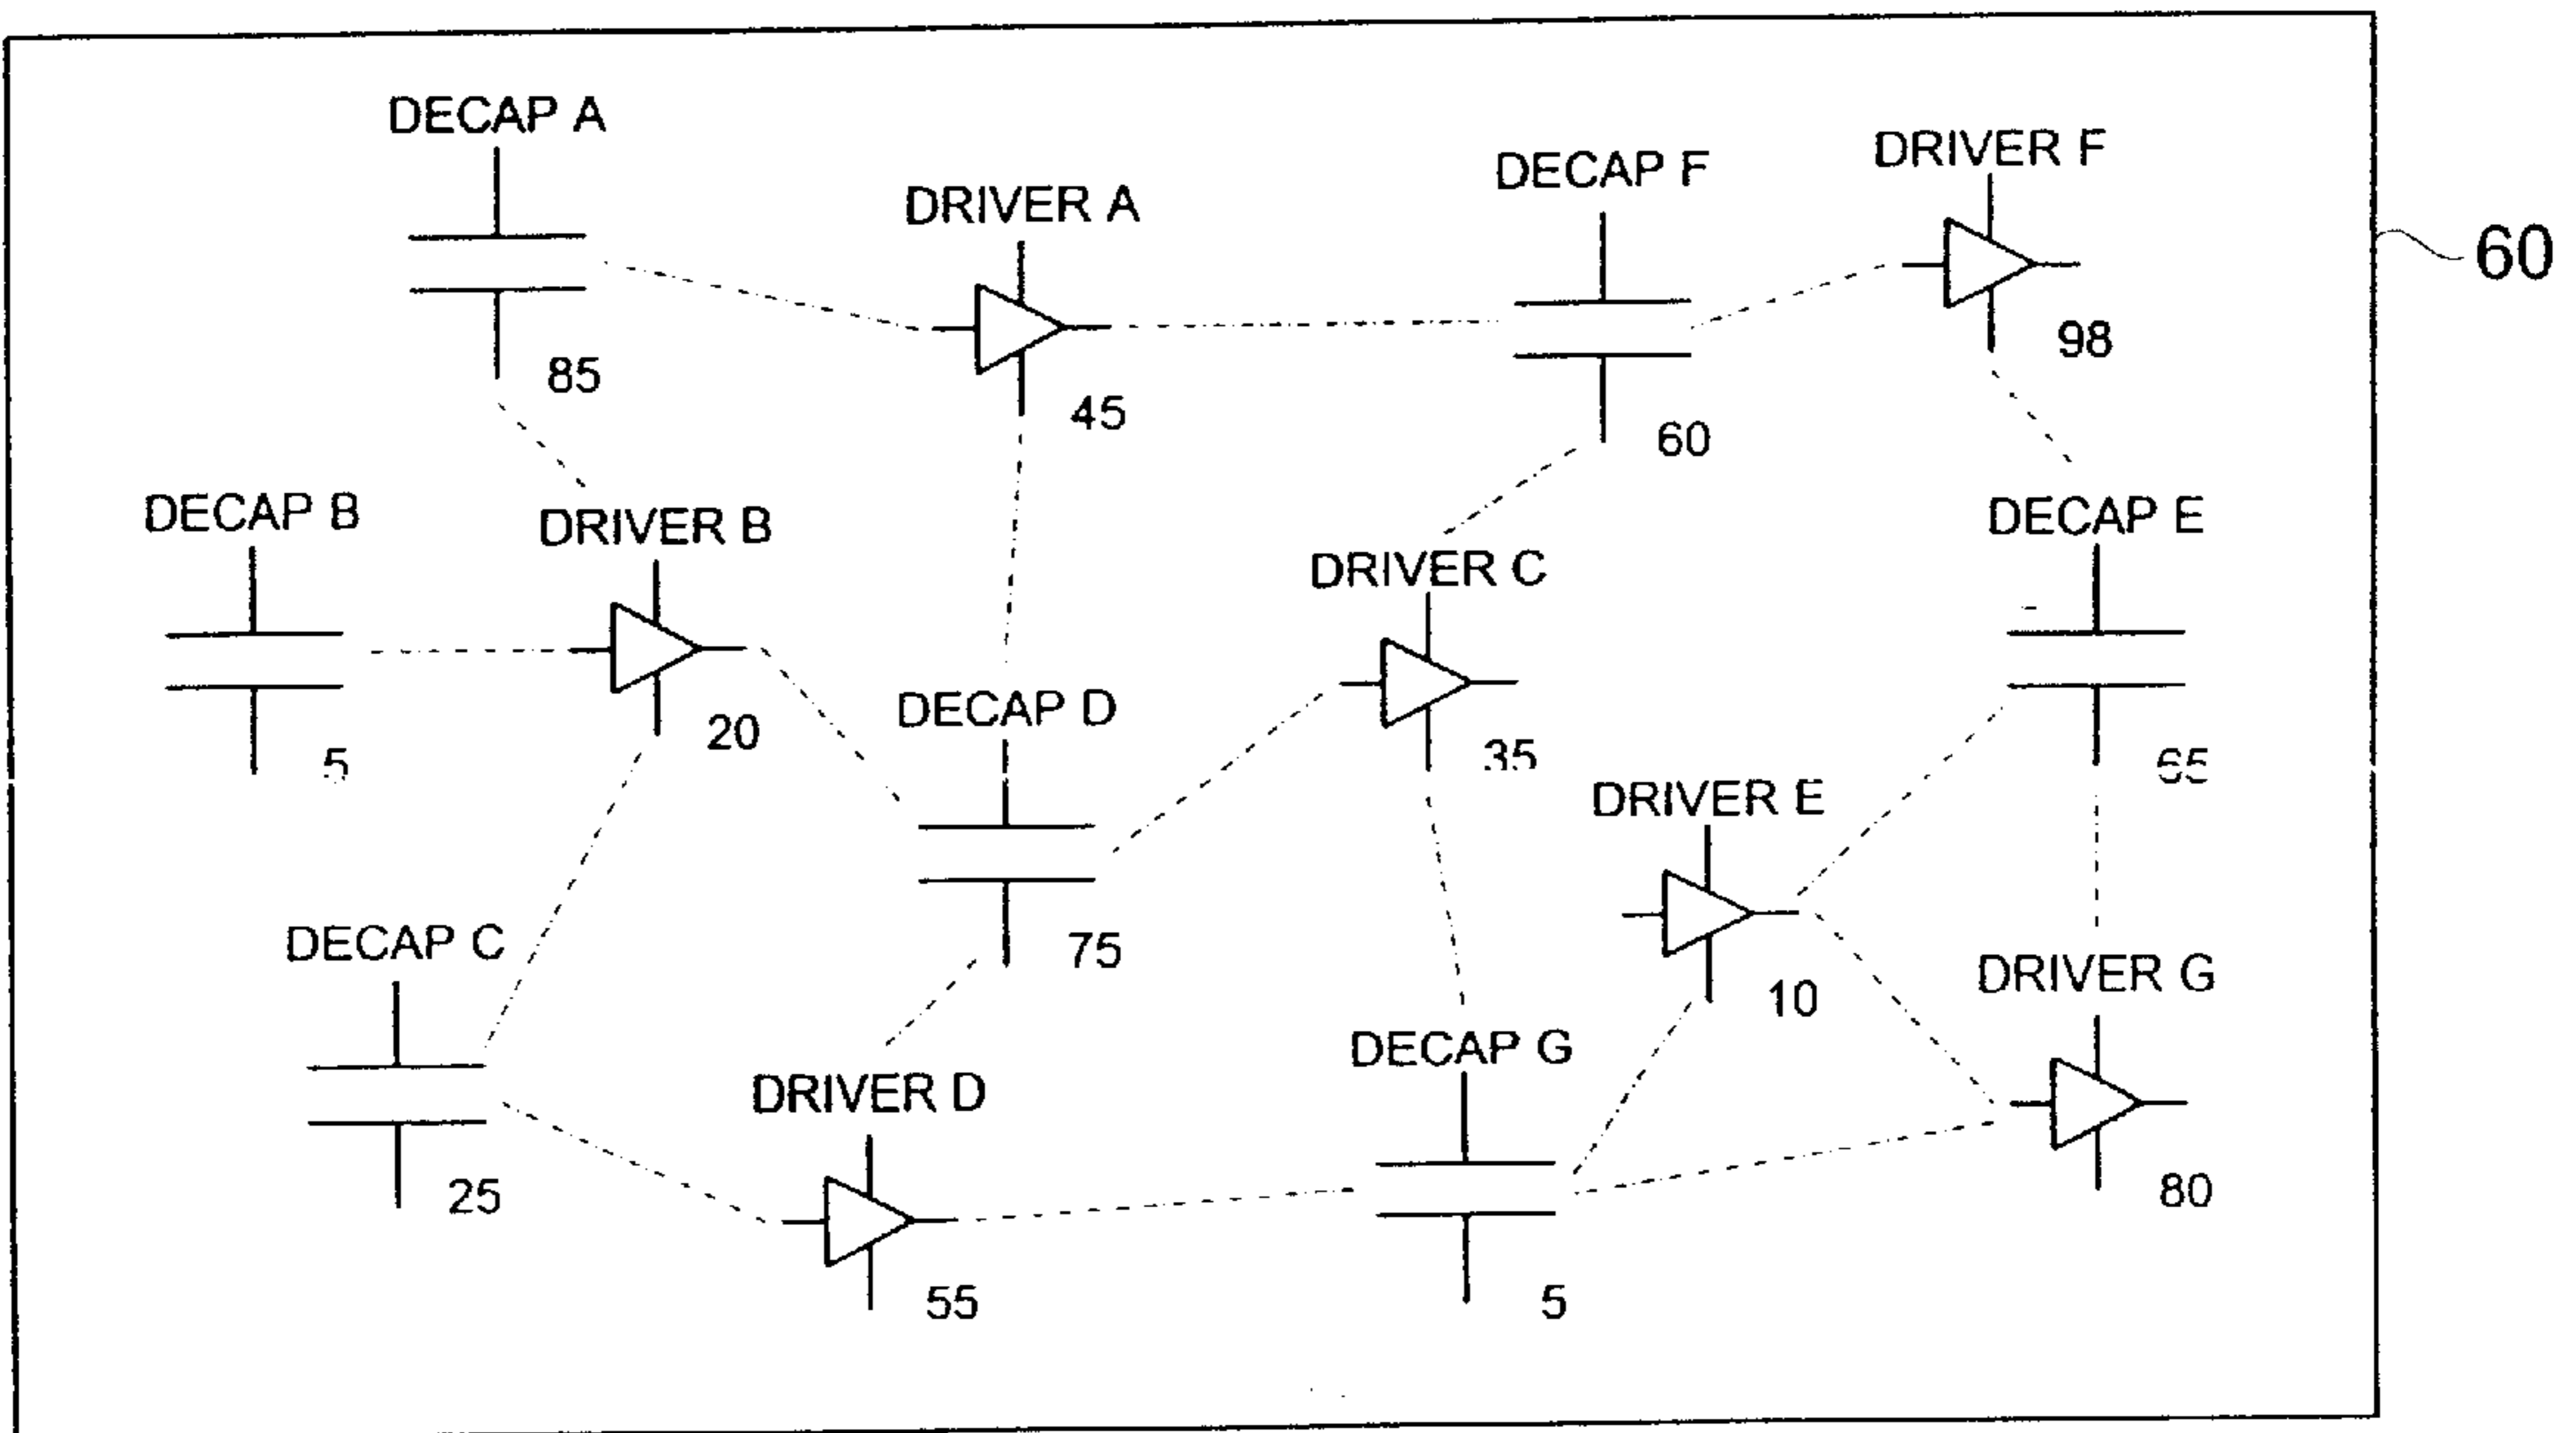 DECAP A
DRIVER F
DECAP F
DRIVER A
60
98
85
45
60
DECAP B
DRIVER B
DECAP E
DRIVER C
DECAP D
20
35
5
65
DRIVER E
DECAP C
75
DRIVER G
10
DECAP G
DRIVER D
25
80
55
5